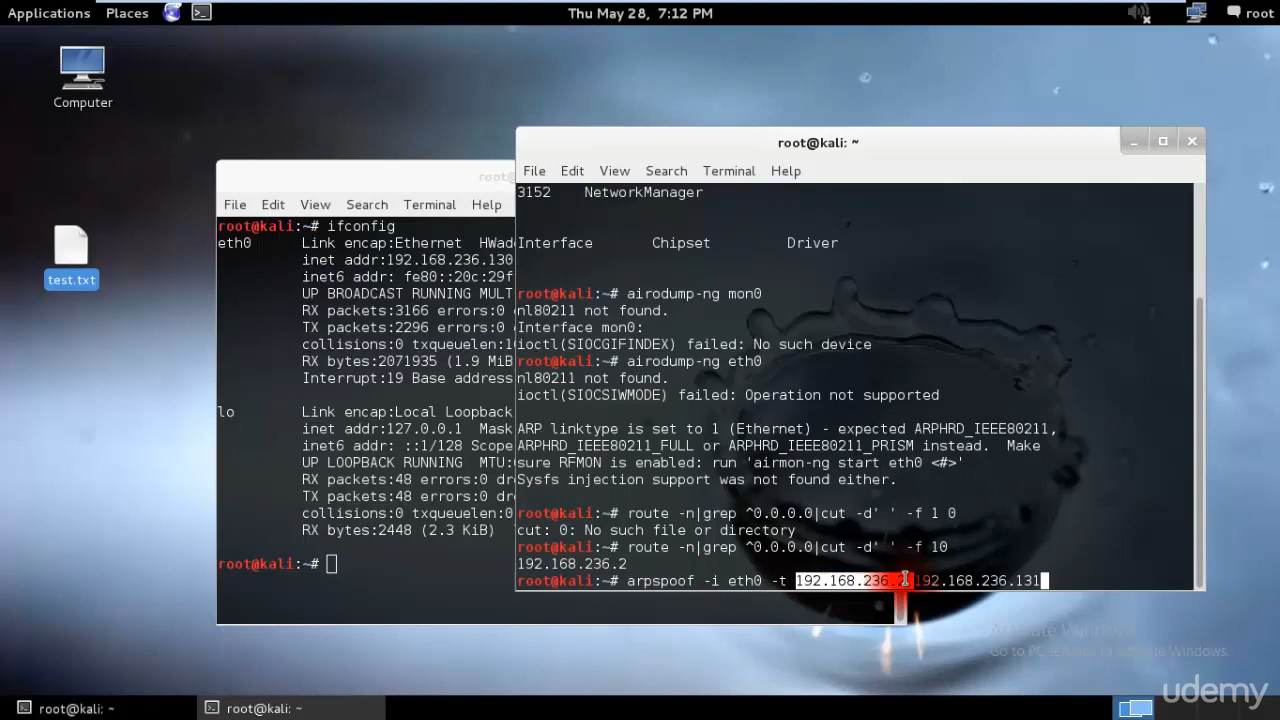 Applications Places Thu May 28, 7:12 PM root
Computer
test.txt
File Edit View Search Terminal Help
root@kali:~# ifconfig
eth0 Link encap:Ethernet
inet addr:192.168.236.130
inet6 addr: fe80::20c:29f
UP BROADCAST RUNNING MULT
RX packets:3166 errors:0
TX packets:2296 errors:0
collisions:0
RX bytes:2071935 (1.9 MiB
Interrupt:19 Base address
lo Link encap:Local Loopback
inet addr:127.0.0.1 Mask
inet6 addr: ::1/128 Scope
UP LOOPBACK RUNNING MTU:
RX packets:48 errors:0
TX packets:48 errors:0
collisions:0
RX bytes:2448 (2.3 KiB)
root@kali:~#
root@kali: ~
File Edit View Search Terminal Help
3152 NetworkManager
Interface Chipset Driver
root@kali:~# airodump-ng mon0
nl80211 not found.
Interface mon0:
ioctl(SIOCGIFINDEX) failed: No such device
root@kali:~# airodump-ng eth0
nl80211 not found.
ioctl(SIOCSIWMODE) failed: Operation not supported
ARP linktype is set to 1 (Ethernet) - expected ARPHRD_IEEE80211,
ARPHRD_IEEE80211_FULL or ARPHRD_IEEE80211_PRISM instead. Make
sure RFMON is enabled: run 'airmon-ng start eth0 <#>'
Sysfs injection support was not found either.
root@kali:~# route -n|grep ^0.0.0.0|cut -d' ' -f 1 0
cut: 0: No such file or directory
root@kali:~# route -n|grep ^0.0.0.0|cut -d' ' -f 10
192.168.236.2
root@kali:~# arpspoof -i eth0 -t 192.168.236.2 192.168.236.131
Activate Windows
Go to PC settings to activate Windows.
udemy
root@kali: ~
root@kali: ~